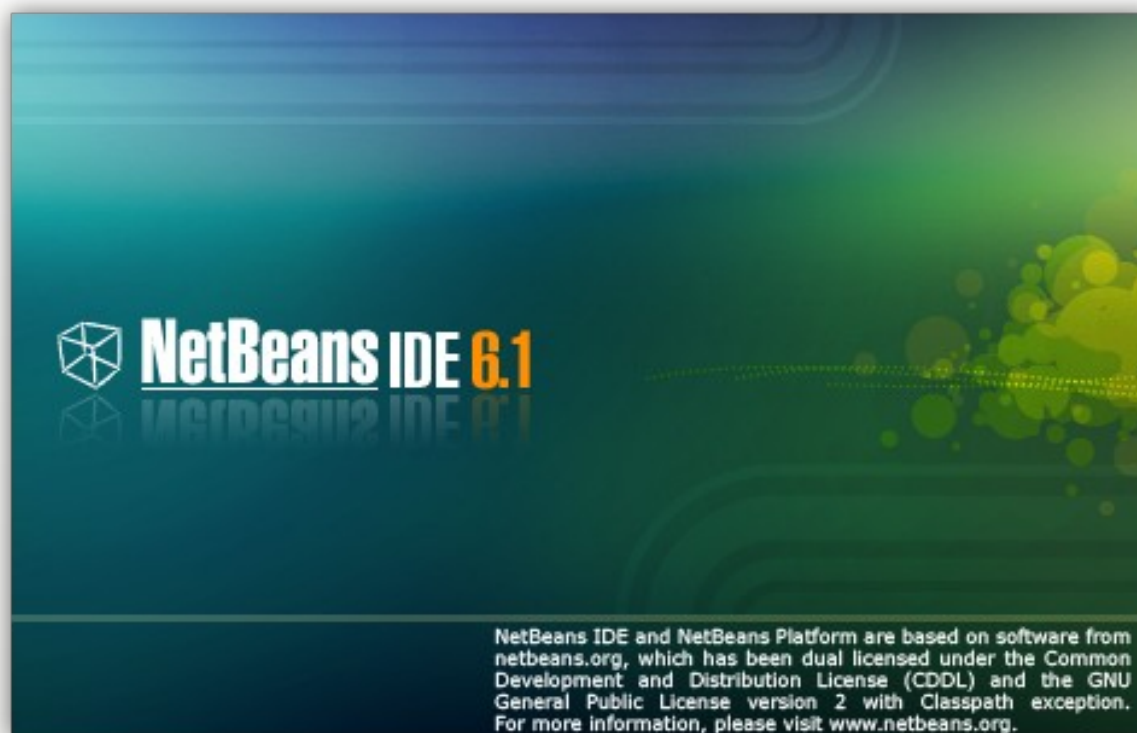 NetBeans IDE 6.1
NetBeans IDE and NetBeans Platform are based on software from
netbeans.org, which has been dual licensed under the Common
Development and Distribution License (CDDL) and the GNU
General Public License version 2 with Classpath exception.
For more information, please visit www.netbeans.org.